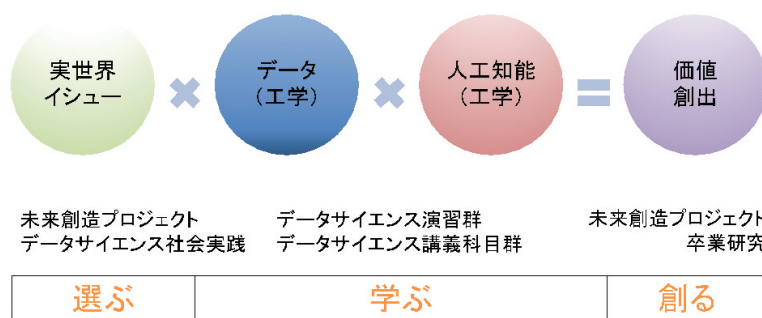 実世界
イシュー
データ
(工学)
人工知能
(工学)
価値
創出
未来創造プロジェクト
データサイエンス社会実践
データサイエンス演習群
データサイエンス講義科目群
未来創造プロジェクト
卒業研究
選ぶ
学ぶ
創る